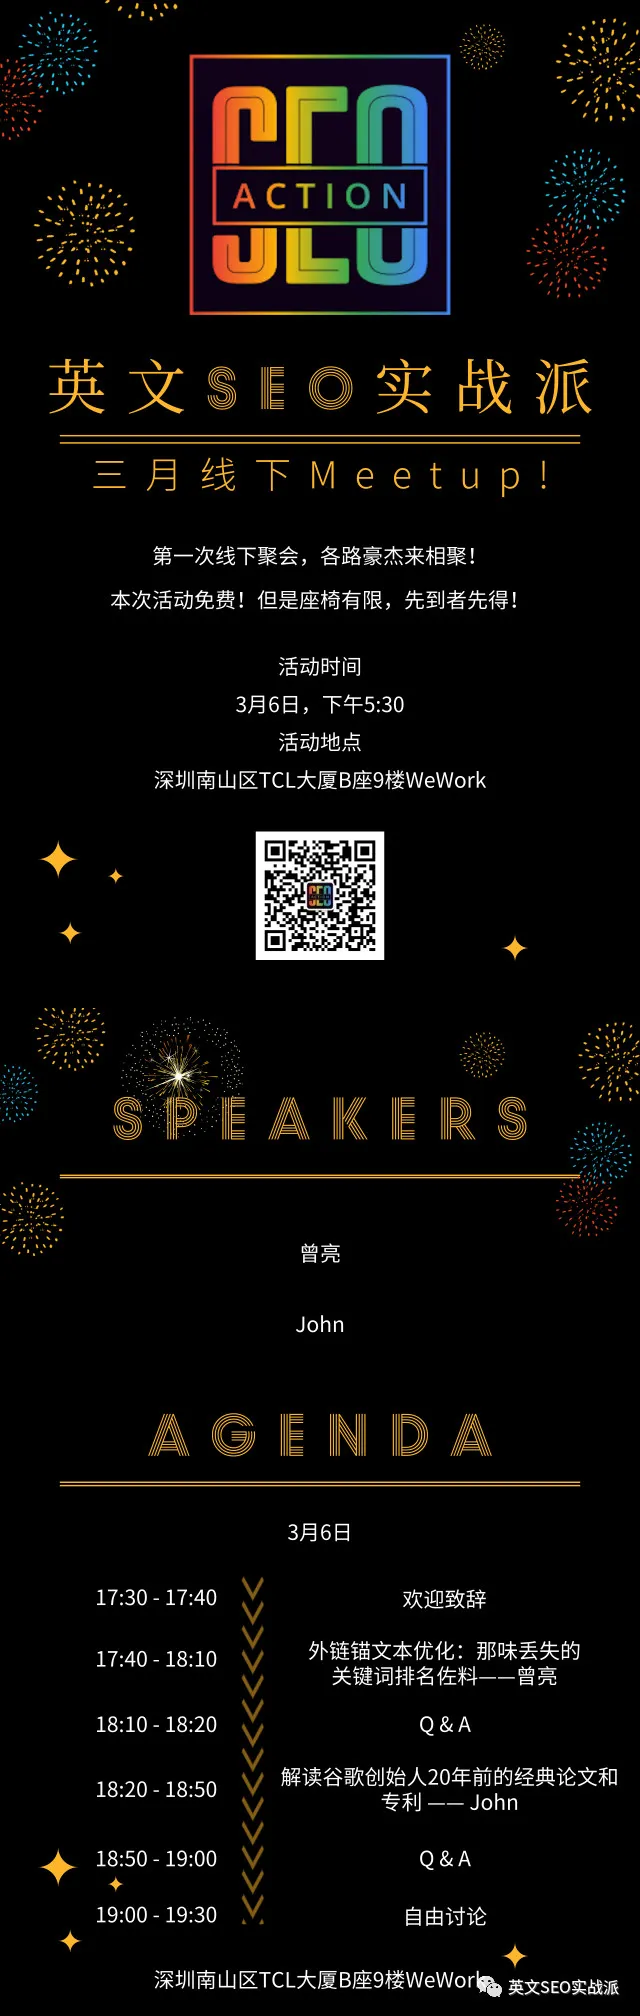 SEO
ACTION
英文SEO实战派
三月线下Meetup!
第一次线下聚会，各路豪杰来相聚！
本次活动免费！但是座椅有限，先到者先得！
活动时间
3月6日，下午5:30
活动地点
深圳南山区TCL大厦B座9楼WeWork
SEO
ACTION
SPEAKERS
曾亮
John
AGENDA
3月6日
17:30 - 17:40 欢迎致辞
17:40 - 18:10 外链锚文本优化：那味丢失的
关键词排名佐料——曾亮
18:10 - 18:20 Q & A
18:20 - 18:50 解读谷歌创始人20年前的经典论文和
专利 —— John
18:50 - 19:00 Q & A
19:00 - 19:30 自由讨论
深圳南山区TCL大厦B座9楼WeWork
英文SEO实战派